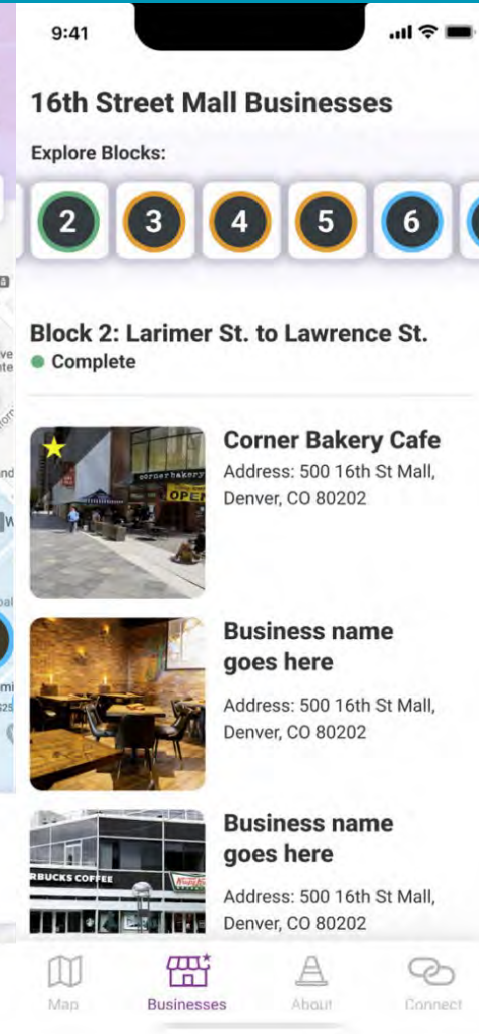 9:41
16th Street Mall Businesses
Explore Blocks:
2 3 4 5 6
Block 2: Larimer St. to Lawrence St.
Complete
Corner Bakery Cafe
Address: 500 16th St Mall,
Denver, CO 80202
corner bakery
OPEN
Business name
goes here
Address: 500 16th St Mall,
Denver, CO 80202
Business name
goes here
Address: 500 16th St Mall,
Denver, CO 80202
RBUCKS COFFEE
Map Businesses About Connect